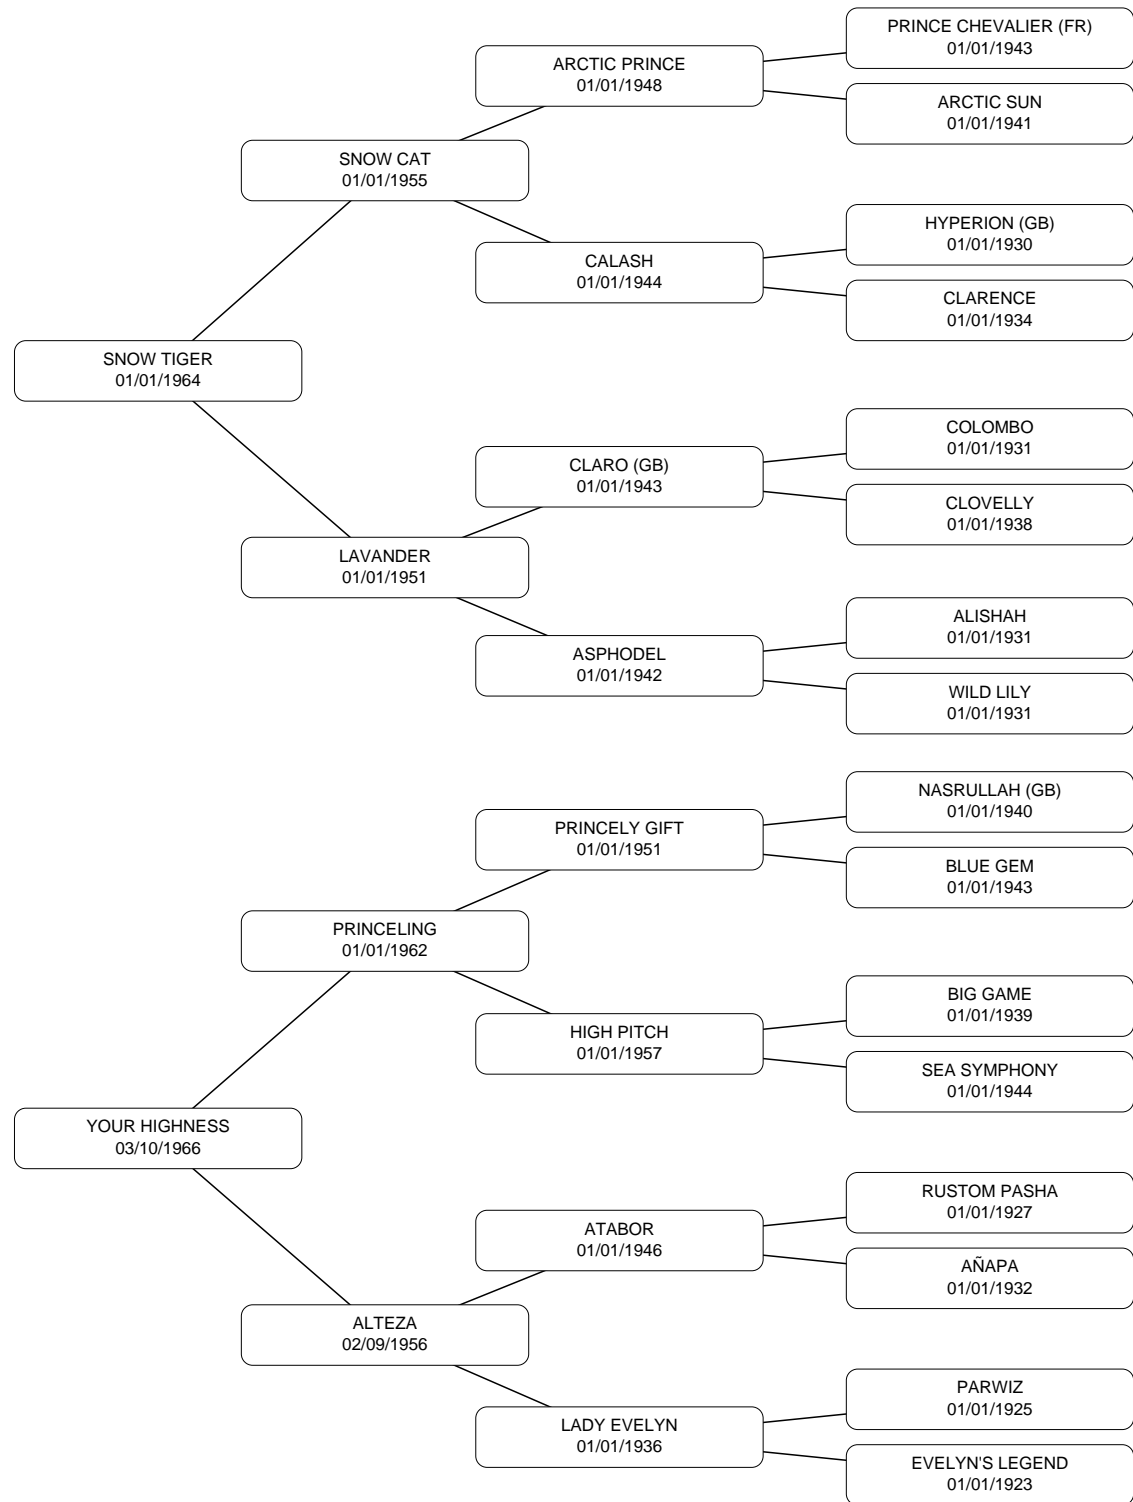 PRINCE CHEVALIER (FR)
01/01/1943
ARCTIC PRINCE
01/01/1948
ARCTIC SUN
01/01/1941
SNOW CAT
01/01/1955
HYPERION (GB)
01/01/1930
CALASH
01/01/1944
CLARENCE
01/01/1934
SNOW TIGER
01/01/1964
COLOMBO
01/01/1931
CLARO (GB)
01/01/1943
CLOVELLY
01/01/1938
LAVANDER
01/01/1951
ALISHAH
01/01/1931
ASPHODEL
01/01/1942
WILD LILY
01/01/1931
NASRULLAH (GB)
01/01/1940
PRINCELY GIFT
01/01/1951
BLUE GEM
01/01/1943
PRINCELING
01/01/1962
BIG GAME
01/01/1939
HIGH PITCH
01/01/1957
SEA SYMPHONY
01/01/1944
YOUR HIGHNESS
03/10/1966
RUSTOM PASHA
01/01/1927
ATABOR
01/01/1946
AÑAPA
01/01/1932
ALTEZA
02/09/1956
PARWIZ
01/01/1925
LADY EVELYN
01/01/1936
EVELYN'S LEGEND
01/01/1923